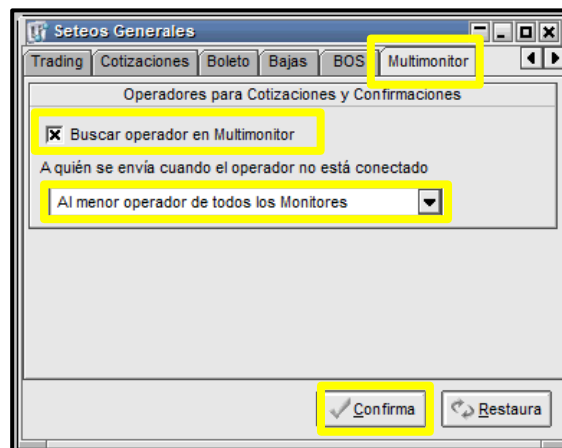 Seteos Generales
Trading Cotizaciones Boleto Bajas BOS Multimonitor
Operadores para Cotizaciones y Confirmaciones
Buscar operador en Multimonitor
A quién se envía cuando el operador no está conectado
Al menor operador de todos los Monitores
Confirma Restaura